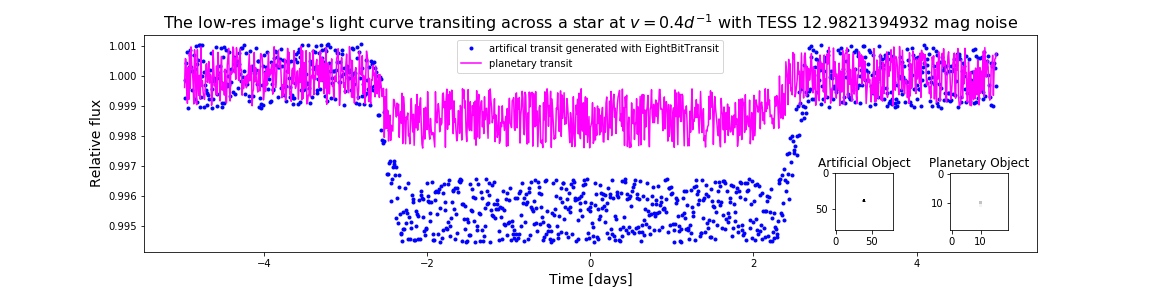 The low-res image's light curve transiting across a star at v = 0.4d⁻¹ with TESS 12.9821394932 mag noise
artifical transit generated with EightBitTransit
planetary transit
Relative flux
1.001
1.000
0.999
0.998
0.997
0.996
0.995
Artificial Object
0
50
0 50
Planetary Object
0
10
0 10
−4 −2 0 2 4
Time [days]